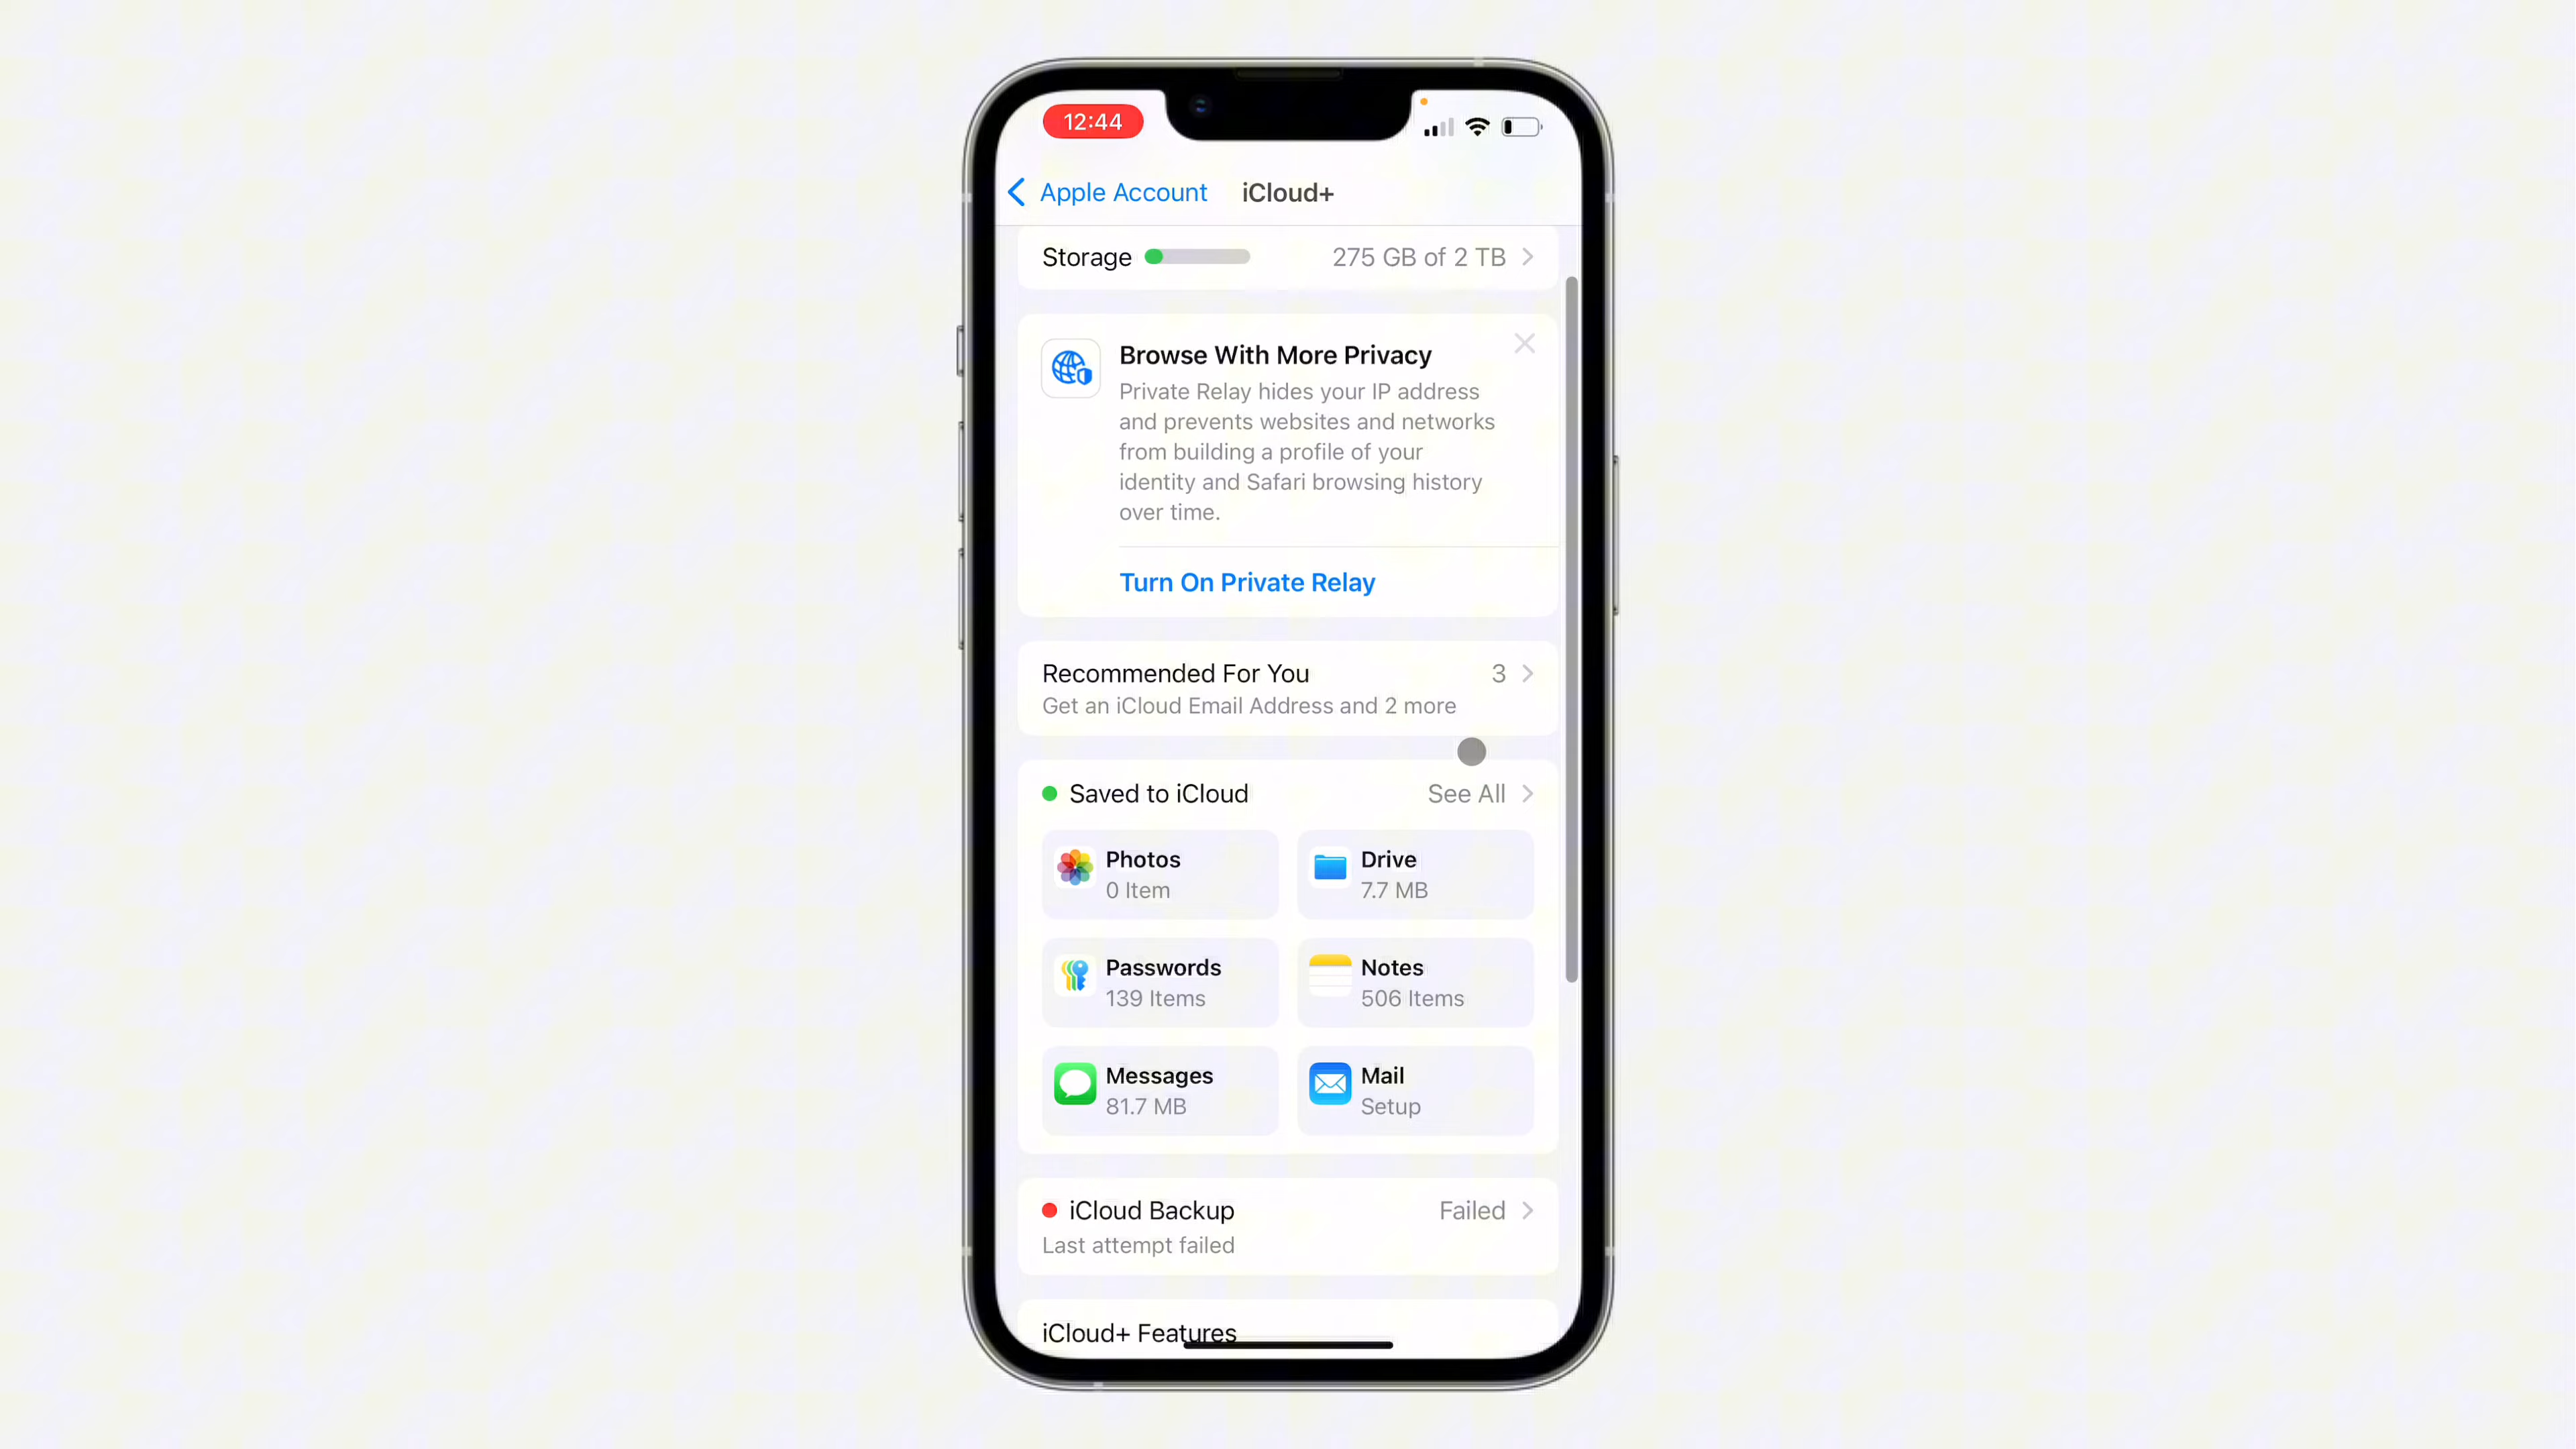 12:44
Apple Account iCloud+
Storage 275 GB of 2 TB
Browse With More Privacy
Private Relay hides your IP address
and prevents websites and networks
from building a profile of your
identity and Safari browsing history
over time.
Turn On Private Relay
Recommended For You 3
Get an iCloud Email Address and 2 more
Saved to iCloud See All
Photos
0 Item
Drive
7.7 MB
Passwords
139 Items
Notes
506 Items
Messages
81.7 MB
Mail
Setup
iCloud Backup Failed
Last attempt failed
iCloud+ Features